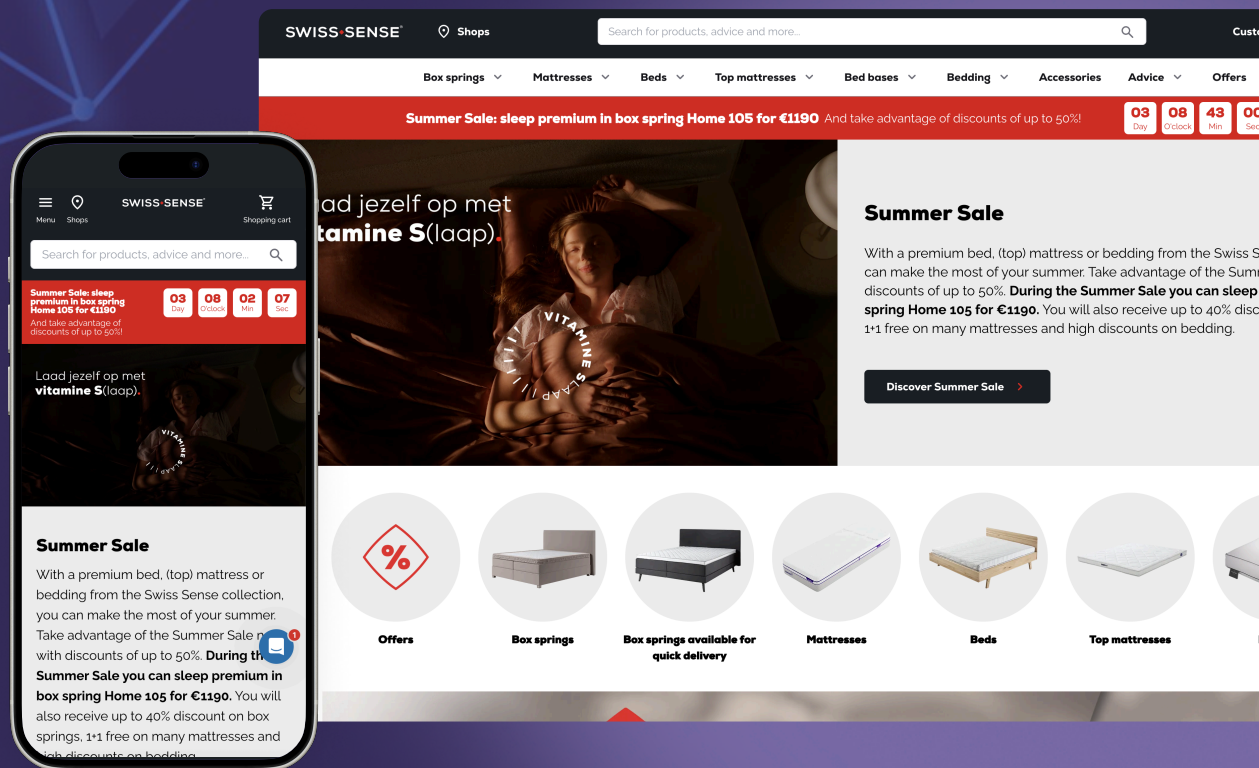 SWISS•SENSE
Shops
Search for products, advice and more...
Box springs
Mattresses
Beds
Top mattresses
Bed bases
Bedding
Accessories
Advice
Offers
Summer Sale: sleep premium in box spring Home 105 for €1190 And take advantage of discounts of up to 50%!
03 08 43
Day O'clock Min
jezelf op met
(laap).
VITAMINE SLAAP
Summer Sale
With a premium bed, (top) mattress or bedding from the Swiss
can make the most of your summer. Take advantage of the
discounts of up to 50%. During the Summer Sale you can sleep
spring Home 105 for €1190. You will also receive up to 40%
1+1 free on many mattresses and high discounts on bedding.
Discover Summer Sale
%
Offers
Box springs
Box springs available for
quick delivery
Mattresses
Beds
Top mattresses
Menu
Shops
SWISS•SENSE
Shopping cart
Search for products, advice and more...
Summer Sale: sleep
premium in box spring
Home 105 for €1190
And take advantage of
discounts of up to 50%!
03 08 02 07
Day O'clock Min Sec
Laad jezelf op met
vitamine S(laap).
VITAMINE SLAAP
Summer Sale
With a premium bed, (top) mattress or
bedding from the Swiss Sense collection,
you can make the most of your summer.
Take advantage of the Summer Sale
with discounts of up to 50%. During
Summer Sale you can sleep premium in
box spring Home 105 for €1190. You will
also receive up to 40% discount on box
springs, 1+1 free on many mattresses and
high discounts on bedding.
1